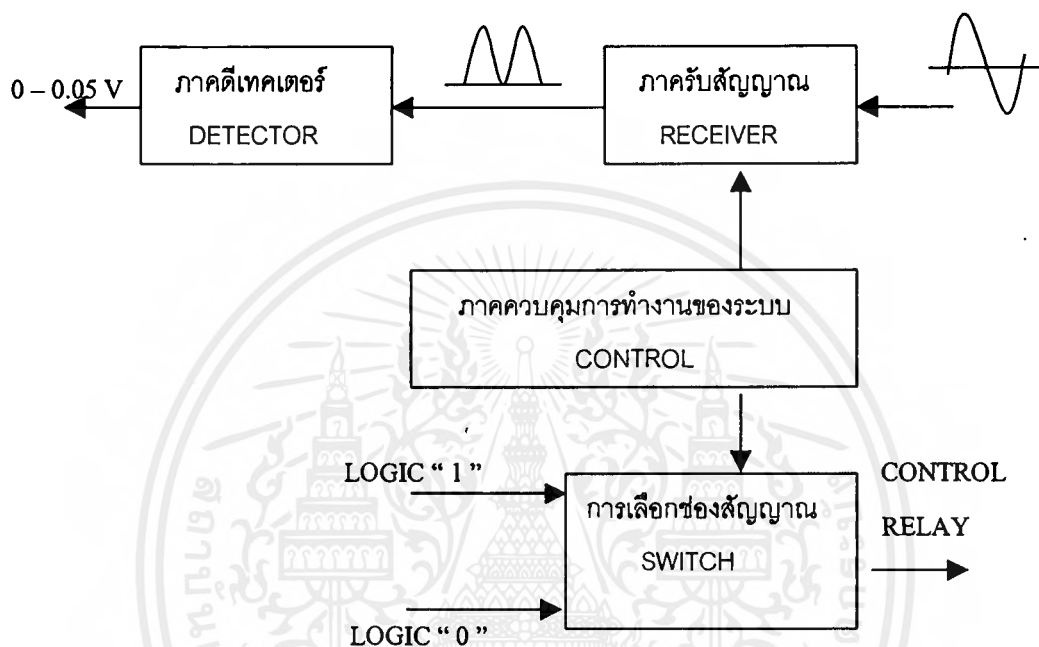 0 – 0.05 V
ภาคดีเทคเตอร์
DETECTOR
ภาครับสัญญาณ
RECEIVER
ภาคควบคุมการทำงานของระบบ
CONTROL
LOGIC “ 1 ”
LOGIC “ 0 ”
การเลือกช่องสัญญาณ
SWITCH
CONTROL
RELAY